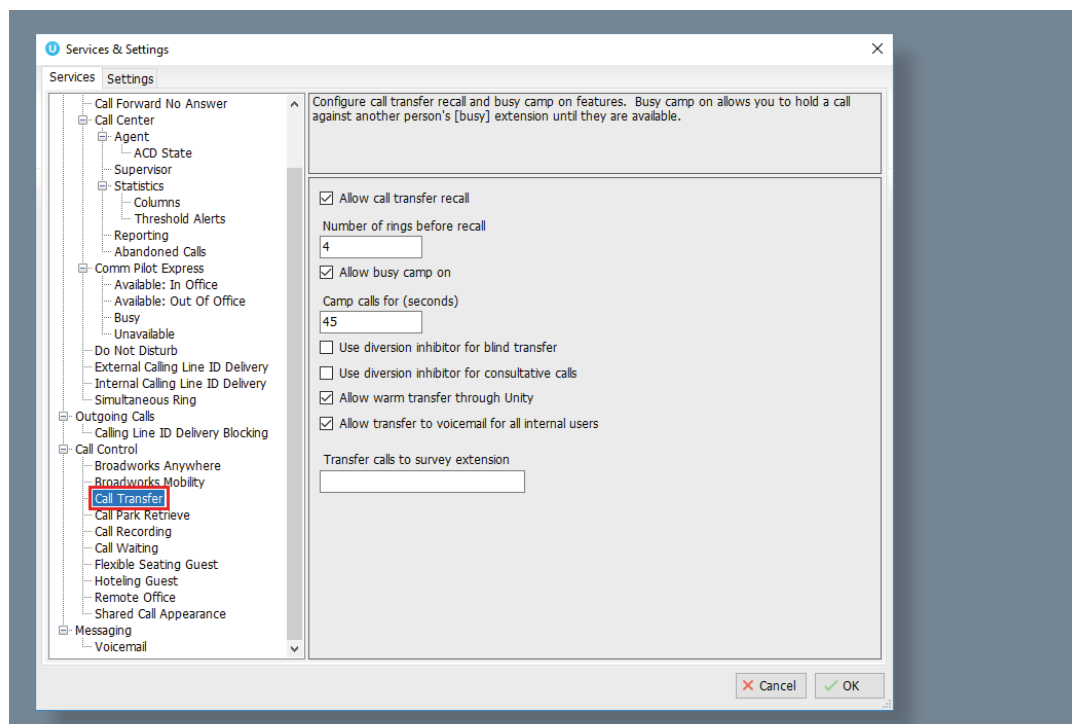 U Services & Settings
Services Settings
Call Forward No Answer
Call Center
Agent
ACD State
Supervisor
Statistics
Columns
Threshold Alerts
Reporting
Abandoned Calls
Comm Pilot Express
Available: In Office
Available: Out Of Office
Busy
Unavailable
Do Not Disturb
External Calling Line ID Delivery
Internal Calling Line ID Delivery
Simultaneous Ring
Outgoing Calls
Calling Line ID Delivery Blocking
Call Control
Broadworks Anywhere
Broadworks Mobility
Call Transfer
Call Park Retrieve
Call Recording
Call Waiting
Flexible Seating Guest
Hoteling Guest
Remote Office
Shared Call Appearance
Messaging
Voicemail
Configure call transfer recall and busy camp on features. Busy camp on allows you to hold a call
against another person's [busy] extension until they are available.
Allow call transfer recall
Number of rings before recall
4
Allow busy camp on
Camp calls for (seconds)
45
Use diversion inhibitor for blind transfer
Use diversion inhibitor for consultative calls
Allow warm transfer through Unity
Allow transfer to voicemail for all internal users
Transfer calls to survey extension
Cancel OK